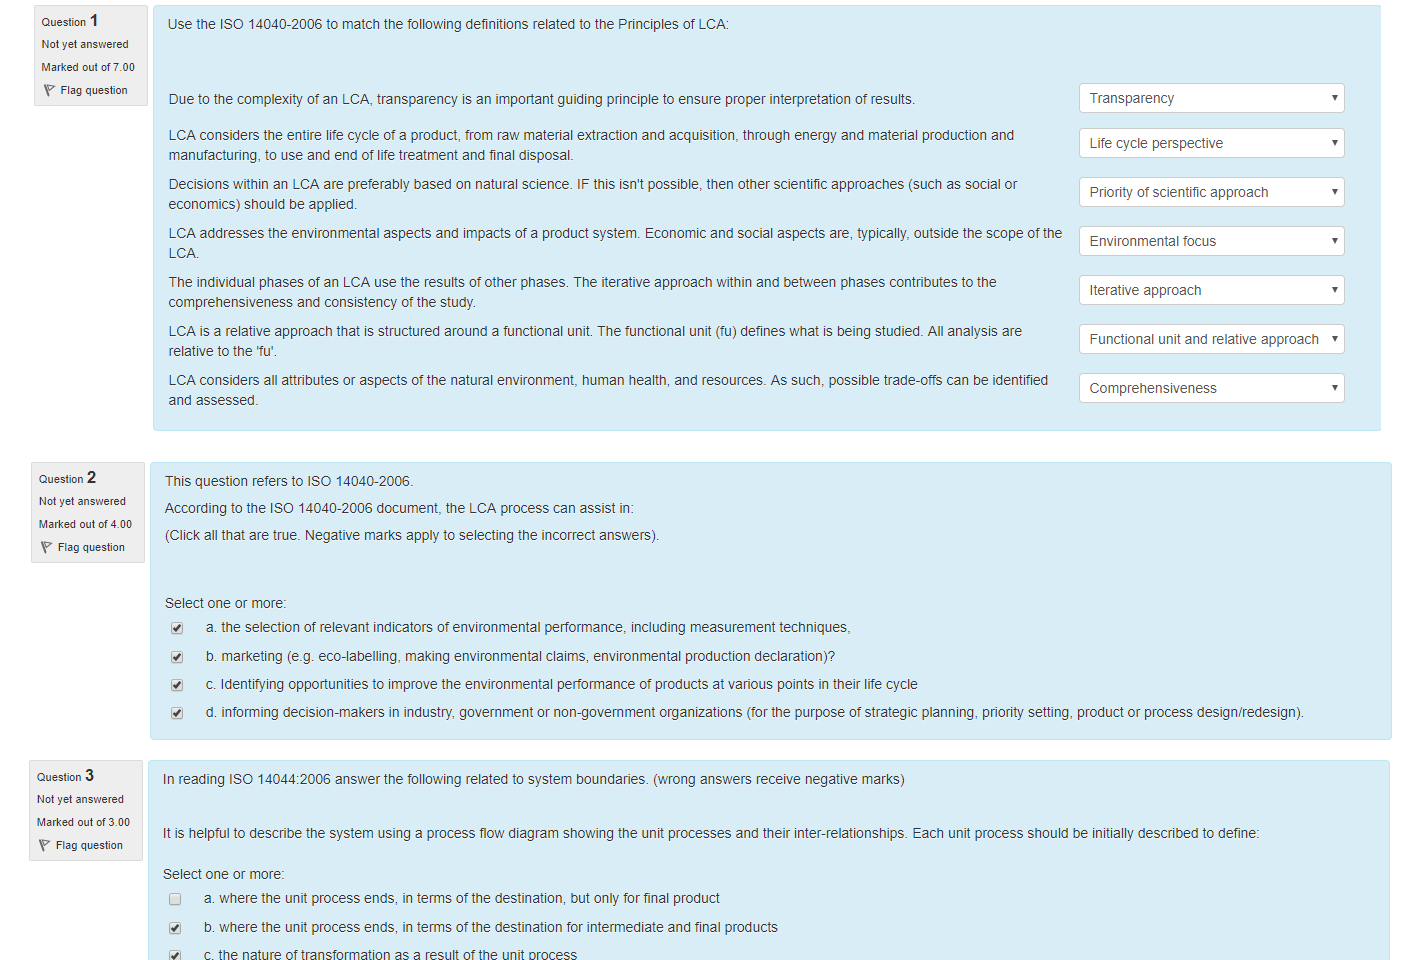 Question 1
Not yet answered
Marked out of 7.00
Flag question
Use the ISO 14040-2006 to match the following definitions related to the Principles of LCA:
Due to the complexity of an LCA, transparency is an important guiding principle to ensure proper interpretation of results.
Transparency
LCA considers the entire life cycle of a product, from raw material extraction and acquisition, through energy and material production and
manufacturing, to use and end of life treatment and final disposal.
Life cycle perspective
Decisions within an LCA are preferably based on natural science. IF this isn't possible, then other scientific approaches (such as social or
economics) should be applied.
Priority of scientific approach
LCA addresses the environmental aspects and impacts of a product system. Economic and social aspects are, typically, outside the scope of the
LCA.
Environmental focus
The individual phases of an LCA use the results of other phases. The iterative approach within and between phases contributes to the
comprehensiveness and consistency of the study.
Iterative approach
LCA is a relative approach that is structured around a functional unit. The functional unit (fu) defines what is being studied. All analysis are
relative to the 'fu'.
Functional unit and relative approach
LCA considers all attributes or aspects of the natural environment, human health, and resources. As such, possible trade-offs can be identified
and assessed.
Comprehensiveness
Question 2
Not yet answered
Marked out of 4.00
Flag question
This question refers to ISO 14040-2006.
According to the ISO 14040-2006 document, the LCA process can assist in:
(Click all that are true. Negative marks apply to selecting the incorrect answers).
Select one or more:
a. the selection of relevant indicators of environmental performance, including measurement techniques,
b. marketing (e.g. eco-labelling, making environmental claims, environmental production declaration)?
c. Identifying opportunities to improve the environmental performance of products at various points in their life cycle
d. informing decision-makers in industry, government or non-government organizations (for the purpose of strategic planning, priority setting, product or process design/redesign).
Question 3
Not yet answered
Marked out of 3.00
Flag question
In reading ISO 14044:2006 answer the following related to system boundaries. (wrong answers receive negative marks)
It is helpful to describe the system using a process flow diagram showing the unit processes and their inter-relationships. Each unit process should be initially described to define:
Select one or more:
a. where the unit process ends, in terms of the destination, but only for final product
b. where the unit process ends, in terms of the destination for intermediate and final products
c. the nature of transformation as a result of the unit process